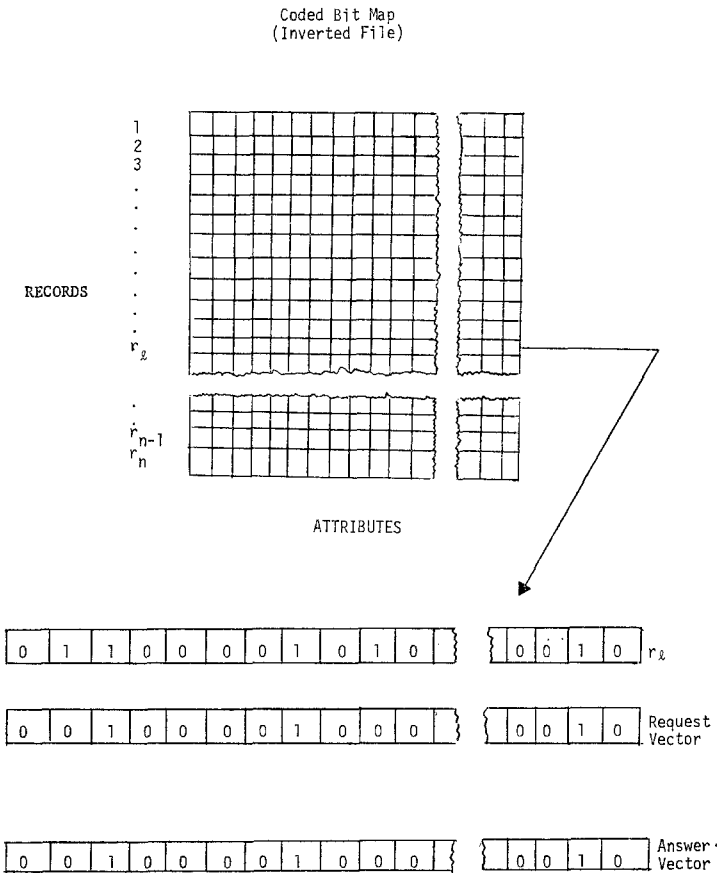 Coded Bit Map
(Inverted File)
1
2
3
.
.
.
.
.
RECORDS .
.
.
r_ℓ
.
.
r_n-1
r_n
ATTRIBUTES
0 1 1 0 0 0 0 1 0 1 0 0 0 1 0 r_ℓ
0 0 1 0 0 0 0 1 0 0 0 0 0 1 0 Request
Vector
0 0 1 0 0 0 0 1 0 0 0 0 0 1 0 Answer
Vector